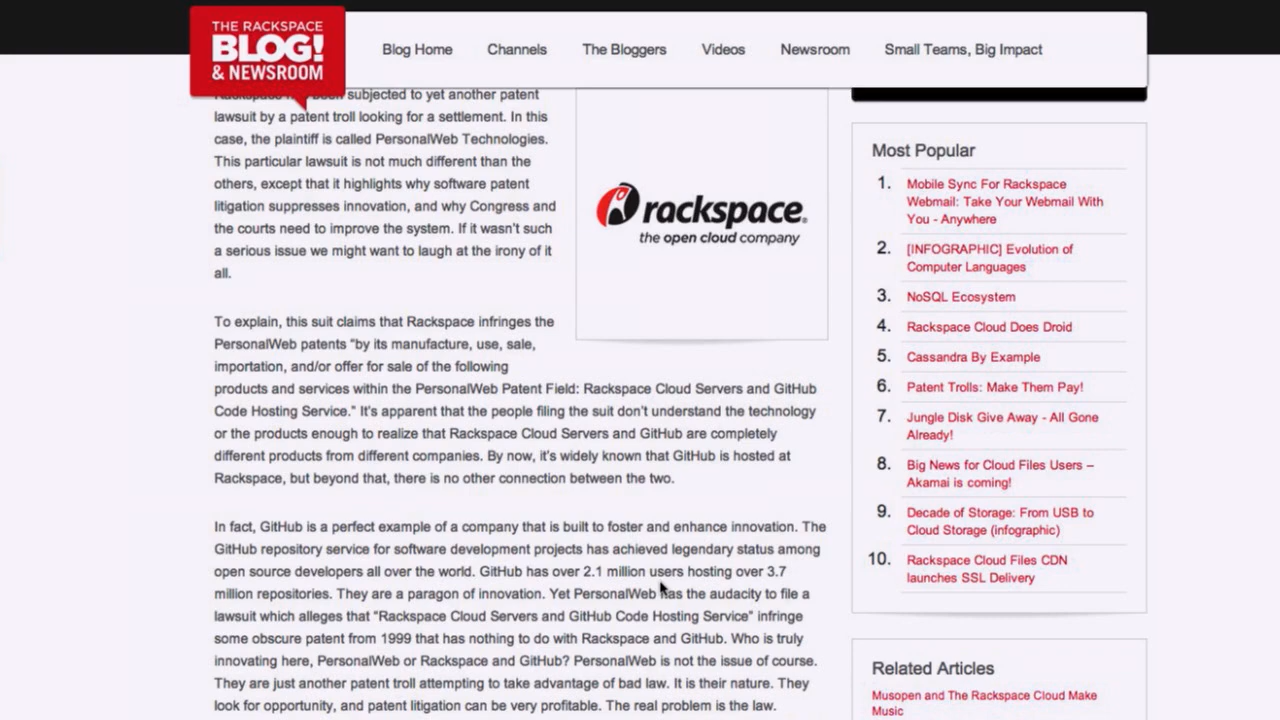 THE RACKSPACE
BLOG!
& NEWSROOM
Blog Home
Channels
The Bloggers
Videos
Newsroom
Small Teams, Big Impact
subjected to yet another patent
lawsuit by a patent troll looking for a settlement. In this
case, the plaintiff is called PersonalWeb Technologies.
This particular lawsuit is not much different than the
others, except that it highlights why software patent
litigation suppresses innovation, and why Congress and
the courts need to improve the system. If it wasn't such
a serious issue we might want to laugh at the irony of it
all.
rackspace.
the open cloud company
To explain, this suit claims that Rackspace infringes the
PersonalWeb patents “by its manufacture, use, sale,
importation, and/or offer for sale of the following
products and services within the PersonalWeb Patent Field: Rackspace Cloud Servers and GitHub
Code Hosting Service.” It's apparent that the people filing the suit don't understand the technology
or the products enough to realize that Rackspace Cloud Servers and GitHub are completely
different products from different companies. By now, it's widely known that GitHub is hosted at
Rackspace, but beyond that, there is no other connection between the two.
In fact, GitHub is a perfect example of a company that is built to foster and enhance innovation. The
GitHub repository service for software development projects has achieved legendary status among
open source developers all over the world. GitHub has over 2.1 million users hosting over 3.7
million repositories. They are a paragon of innovation. Yet PersonalWeb has the audacity to file a
lawsuit which alleges that “Rackspace Cloud Servers and GitHub Code Hosting Service” infringe
some obscure patent from 1999 that has nothing to do with Rackspace and GitHub. Who is truly
innovating here, PersonalWeb or Rackspace and GitHub? PersonalWeb is not the issue of course.
They are just another patent troll attempting to take advantage of bad law. It is their nature. They
look for opportunity, and patent litigation can be very profitable. The real problem is the law.
Most Popular
1. Mobile Sync For Rackspace
Webmail: Take Your Webmail With
You - Anywhere
2. [INFOGRAPHIC] Evolution of
Computer Languages
3. NoSQL Ecosystem
4. Rackspace Cloud Does Droid
5. Cassandra By Example
6. Patent Trolls: Make Them Pay!
7. Jungle Disk Give Away - All Gone
Already!
8. Big News for Cloud Files Users –
Akamai is coming!
9. Decade of Storage: From USB to
Cloud Storage (infographic)
10. Rackspace Cloud Files CDN
launches SSL Delivery
Related Articles
Musopen and The Rackspace Cloud Make
Music